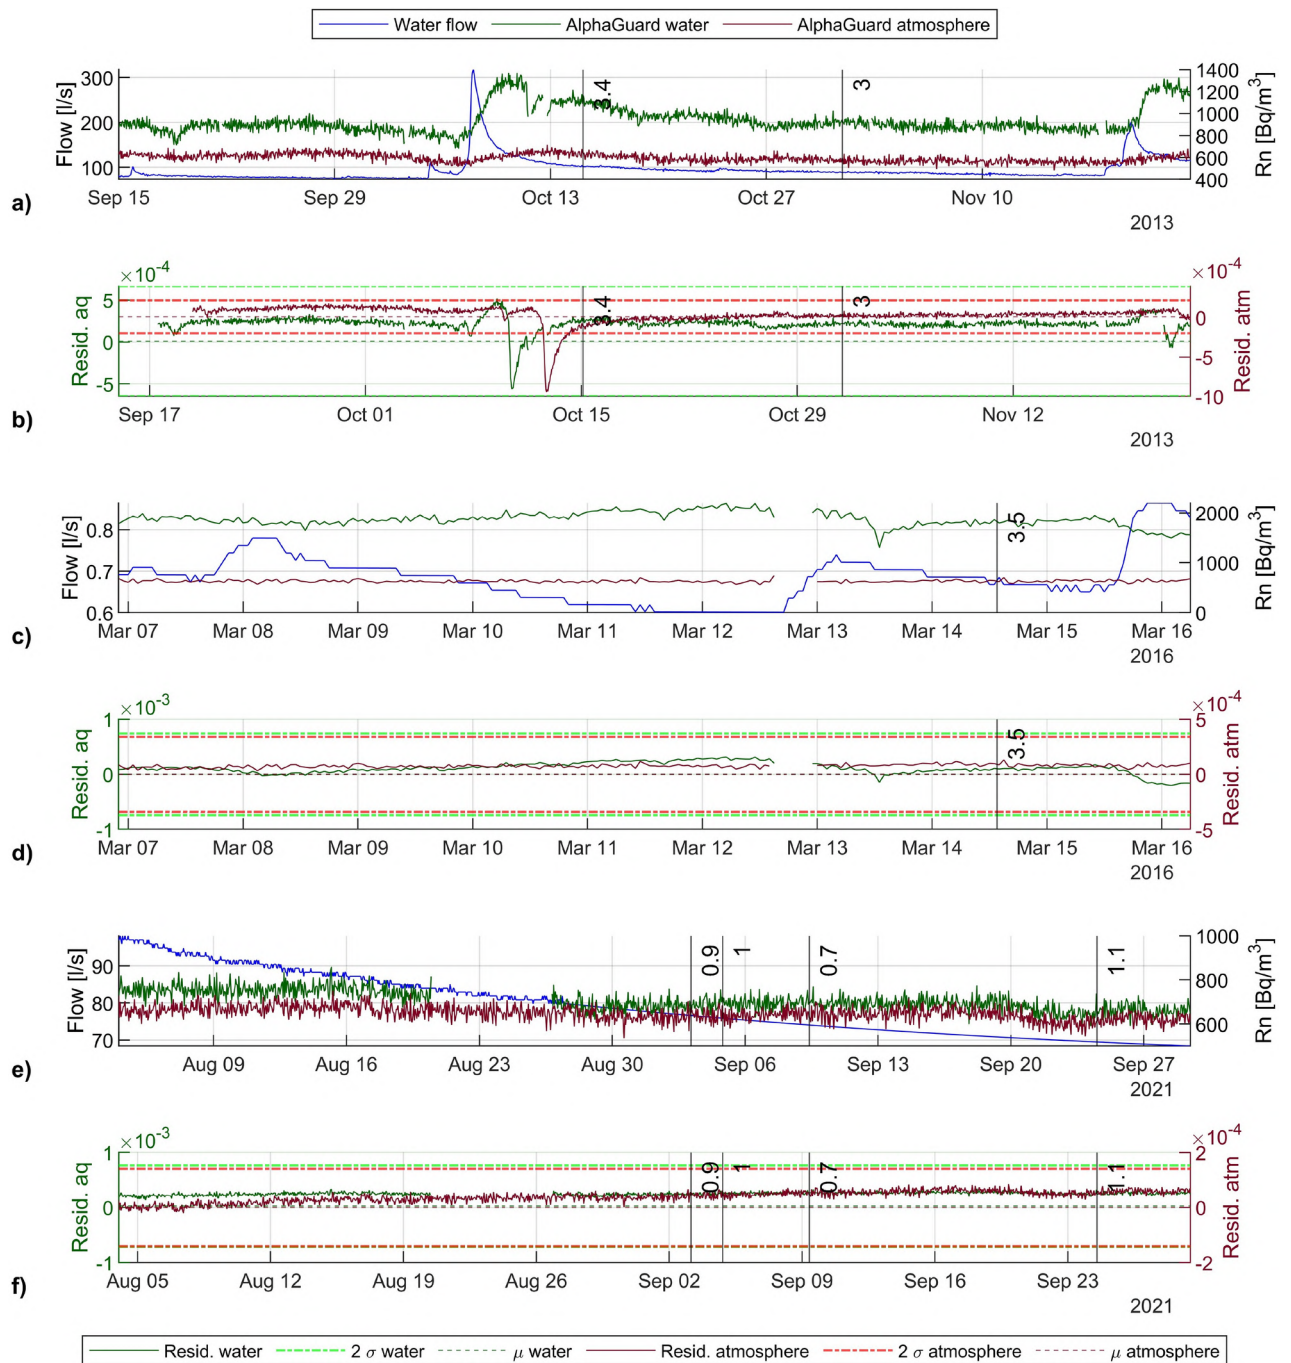 Water flow AlphaGuard water AlphaGuard atmosphere
Flow [l/s]
300
200
100
3.4
3
1400
1200
1000
800
600
400
Rn [Bq/m³]
Sep 15 Sep 29 Oct 13 Oct 27 Nov 10
2013
a)
×10⁻⁴
Resid. aq
5
0
-5
3.4
3
×10⁻⁴
0
-5
-10
Resid. atm
Sep 17 Oct 01 Oct 15 Oct 29 Nov 12
2013
b)
Flow [l/s]
0.8
0.7
0.6
3.5
2000
1000
0
Rn [Bq/m³]
Mar 07 Mar 08 Mar 09 Mar 10 Mar 11 Mar 12 Mar 13 Mar 14 Mar 15 Mar 16
2016
c)
×10⁻³
Resid. aq
1
0
-1
3.5
×10⁻⁴
5
0
-5
Resid. atm
Mar 07 Mar 08 Mar 09 Mar 10 Mar 11 Mar 12 Mar 13 Mar 14 Mar 15 Mar 16
2016
d)
Flow [l/s]
90
80
70
0.9
1
0.7
1.1
1000
800
600
Rn [Bq/m³]
Aug 09 Aug 16 Aug 23 Aug 30 Sep 06 Sep 13 Sep 20 Sep 27
2021
e)
×10⁻³
Resid. aq
1
0
-1
0.9
1
0.7
1.1
×10⁻⁴
2
0
-2
Resid. atm
Aug 05 Aug 12 Aug 19 Aug 26 Sep 02 Sep 09 Sep 16 Sep 23
2021
f)
Resid. water 2 σ water μ water Resid. atmosphere 2 σ atmosphere μ atmosphere